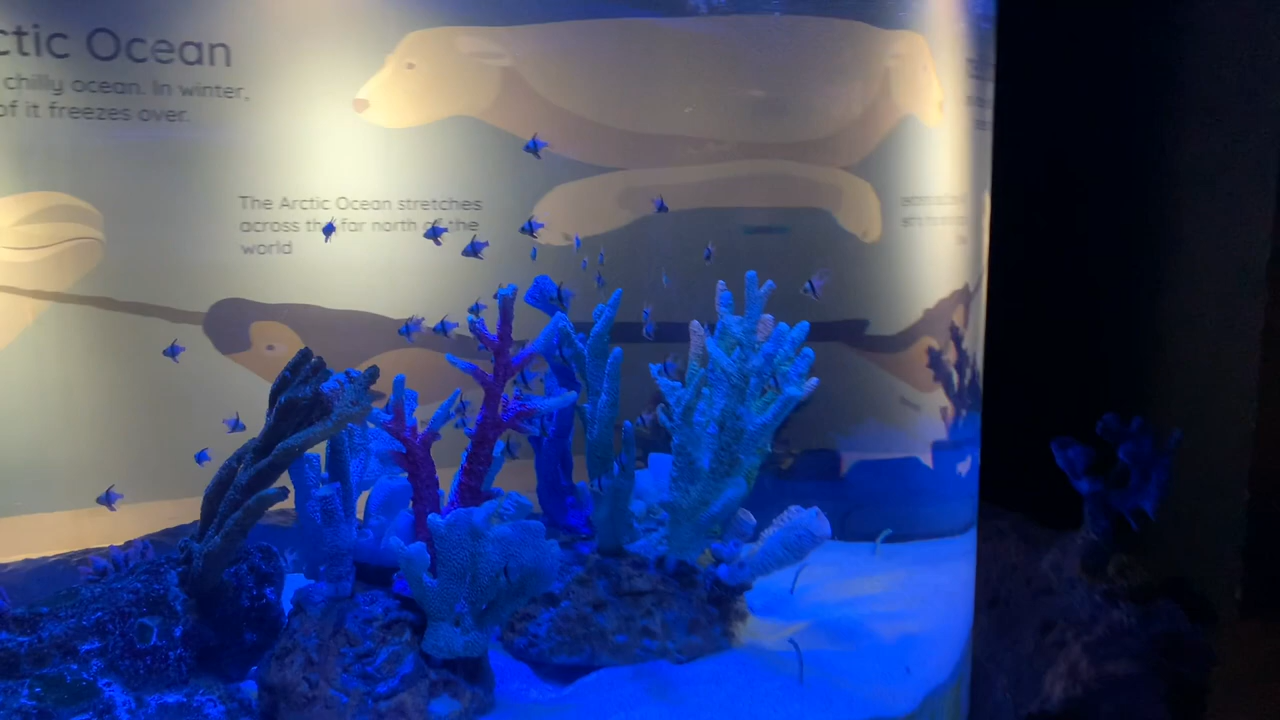 ctic Ocean
chilly ocean. In winter,
of it freezes over.
The Arctic Ocean stretches
across the far north of the
world